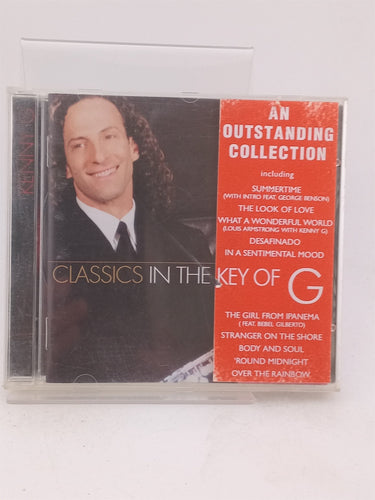 KENNY G
AN
OUTSTANDING
COLLECTION
including
SUMMERTIME
(WITH INTRO FEAT. GEORGE BENSON)
THE LOOK OF LOVE
WHAT A WONDERFUL WORLD
(LOUIS ARMSTRONG WITH KENNY G)
DESAFINADO
IN A SENTIMENTAL MOOD
CLASSICS IN THE KEY OF G
THE GIRL FROM IPANEMA
( FEAT. BEBEL GILBERTO)
STRANGER ON THE SHORE
BODY AND SOUL
'ROUND MIDNIGHT
OVER THE RAINBOW